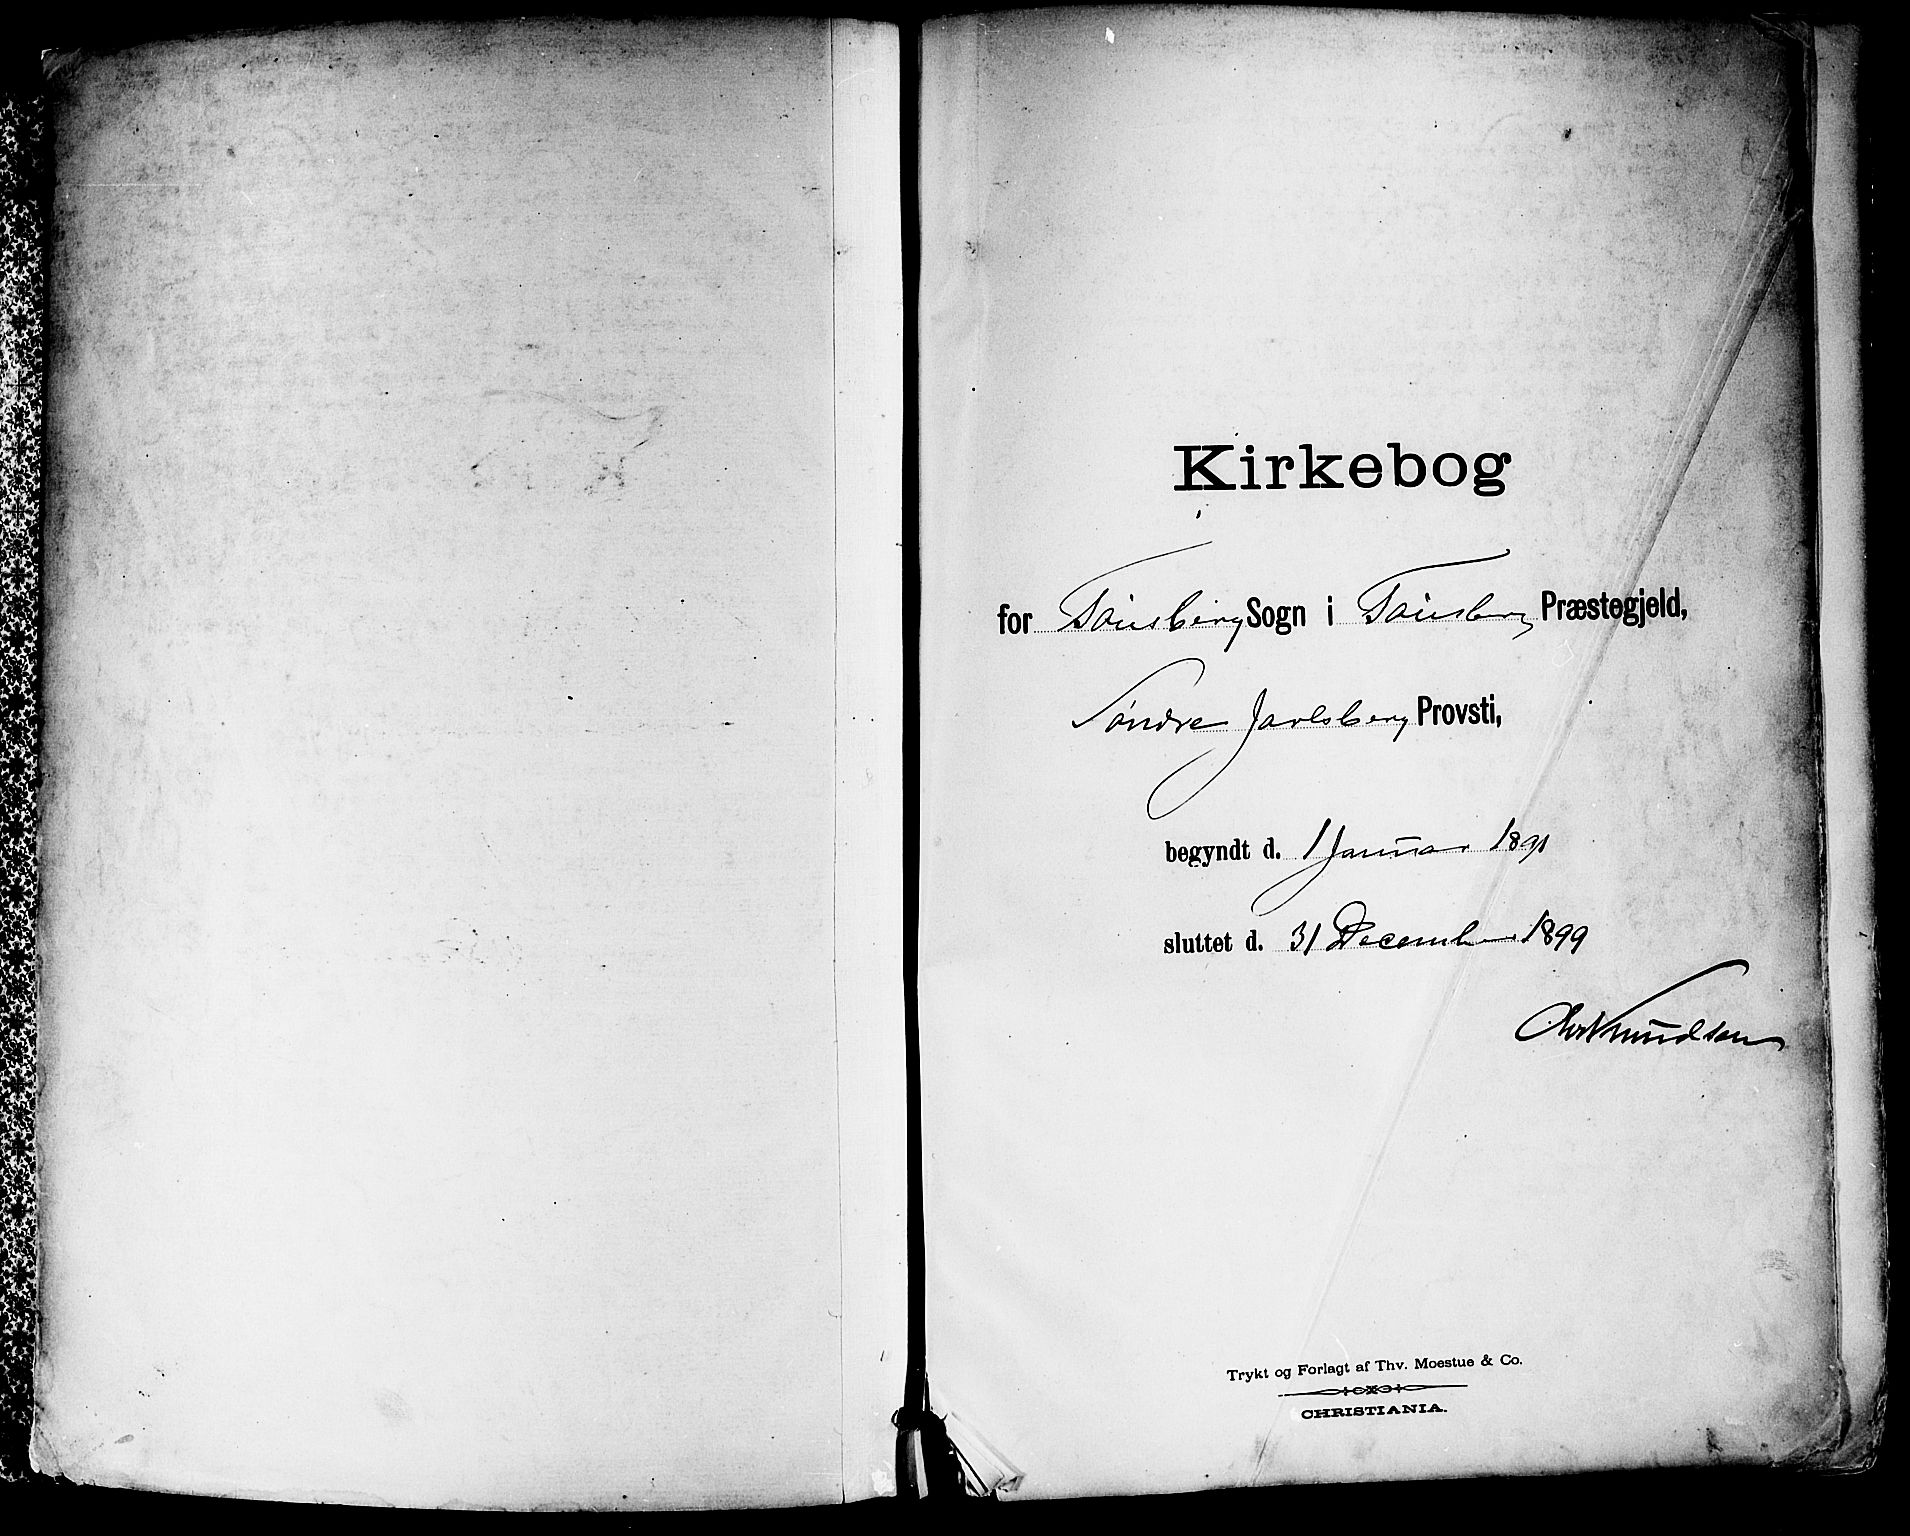 Kirkebog
for Tønsberg Sogn i Tønsberg Præstegjeld,
Søndre Jarlsberg Provsti,
begyndt d. 1 Januar 1891
sluttet d. 31 December 1899
Knudsen
Trykt og Forlagt af Thv. Moestue & Co.
CHRISTIANIA.